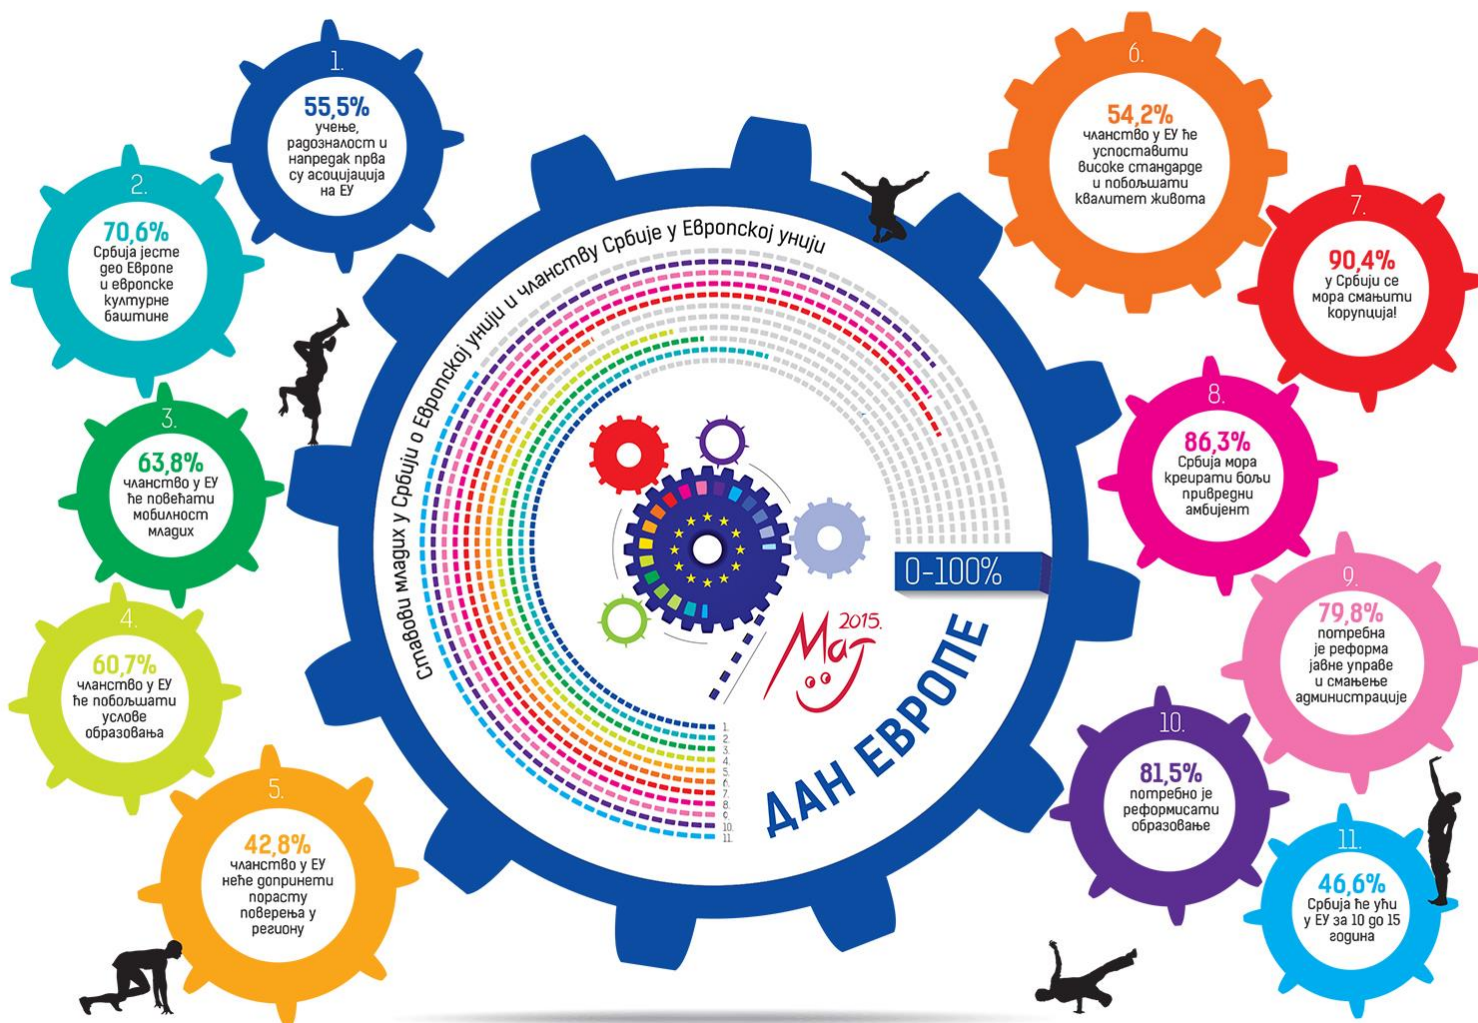 1.
55,5%
учење,
радозналост и
напредак прва
су асоцијација
на ЕУ
2.
70,6%
Србија јесте
део Европе
и европске
културне
баштине
3.
63,8%
чланство у ЕУ
ће повећати
мобилност
младих
4.
60,7%
чланство у ЕУ
ће побољшати
услове
образовања
5.
42,8%
чланство у ЕУ
неће допринети
порасту
поверења у
региону
Ставови младих у Србији о Европској унији и чланству Србије у Европској унији
0-100%
Мај 2015.
ДАН ЕВРОПЕ
1.
2.
3.
4.
5.
6.
7.
8.
9.
10.
11.
6.
54,2%
чланство у ЕУ ће
успоставити
високе стандарде
и побољшати
квалитет живота
7.
90,4%
у Србији се
мора смањити
корупција!
8.
86,3%
Србија мора
креирати бољи
привредни
амбијент
9.
79,8%
потребна
је реформа
јавне управе
и смањење
администрације
10.
81,5%
потребно је
реформисати
образовање
11.
46,6%
Србија ће ући
у ЕУ за 10 до 15
година